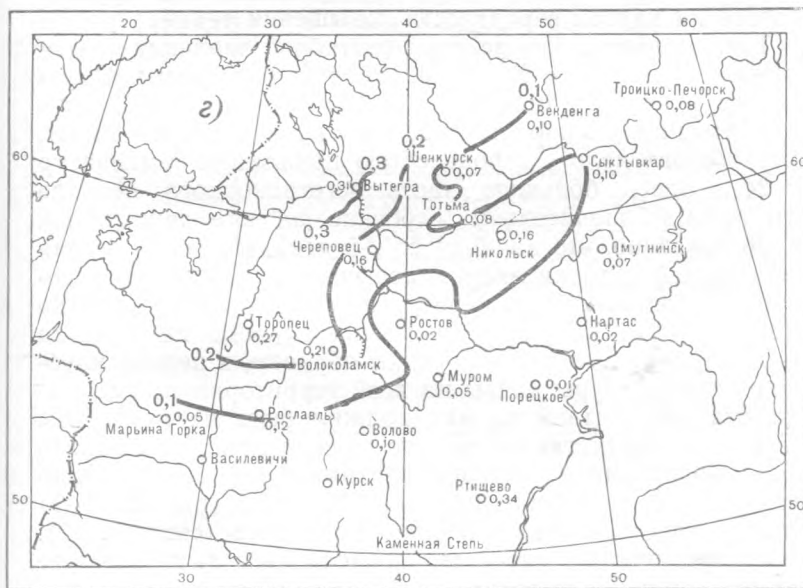 20
30
40
50
60
г)
0,1
Венденга
0,10
Троицко-Печорск
0,08
60
60
0,2
Шенкурск
0,07
0,3
0,31
Вытегра
Сыктывкар
0,10
Тотьма
0,08
0,3
Череповец
0,16
0,16
Никольск
Омутнинск
0,07
Торопец
0,27
Ростов
0,02
Нартас
0,02
0,2
0,21
Волоколамск
Муром
0,05
0,01
Порецкое
0,1
0,05
Марьина Горка
Рославль
0,12
Волово
0,10
Василевичи
Курск
Ртищево
0,34
50
50
Каменная Степь
30
40
50